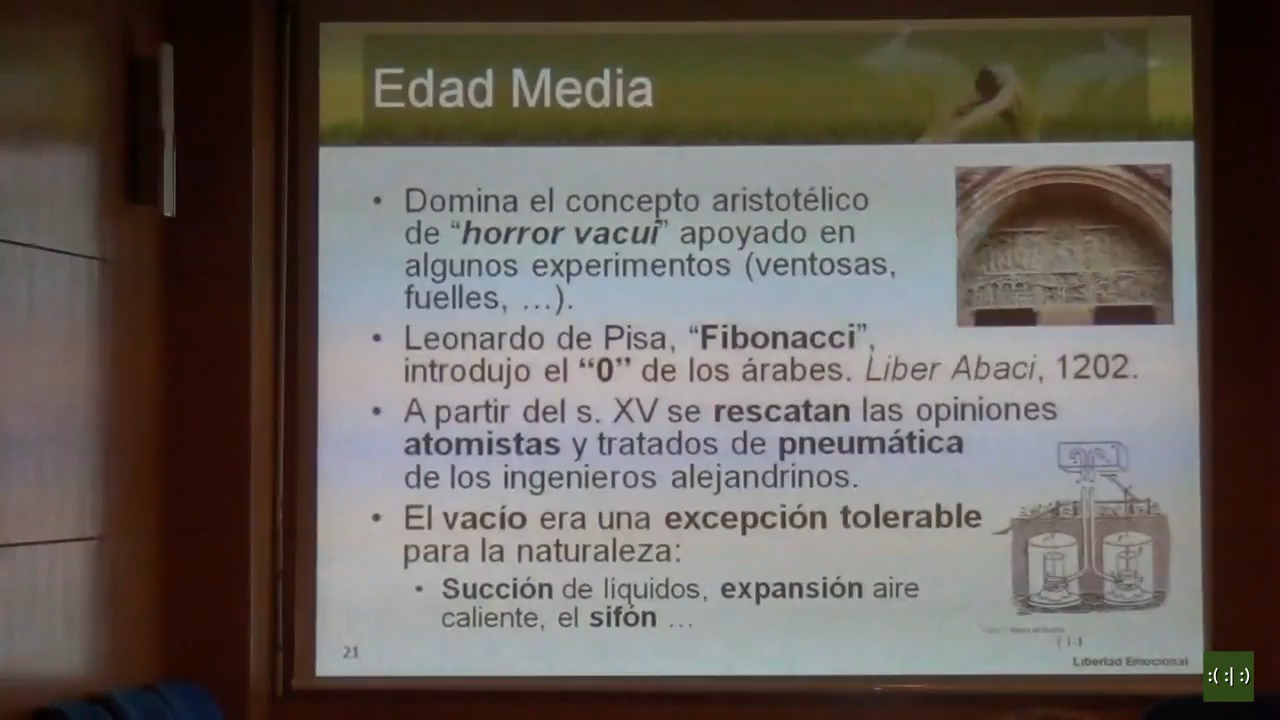 Edad Media
• Domina el concepto aristotélico
de “horror vacui” apoyado en
algunos experimentos (ventosas,
fuelles, …).
• Leonardo de Pisa, “Fibonacci”,
introdujo el “0” de los árabes. Liber Abaci, 1202.
• A partir del s. XV se rescatan las opiniones
atomistas y tratados de pneumática
de los ingenieros alejandrinos.
• El vacío era una excepción tolerable
para la naturaleza:
• Succión de líquidos, expansión aire
caliente, el sifón …
21
Libertad Emocional
:( :| :)